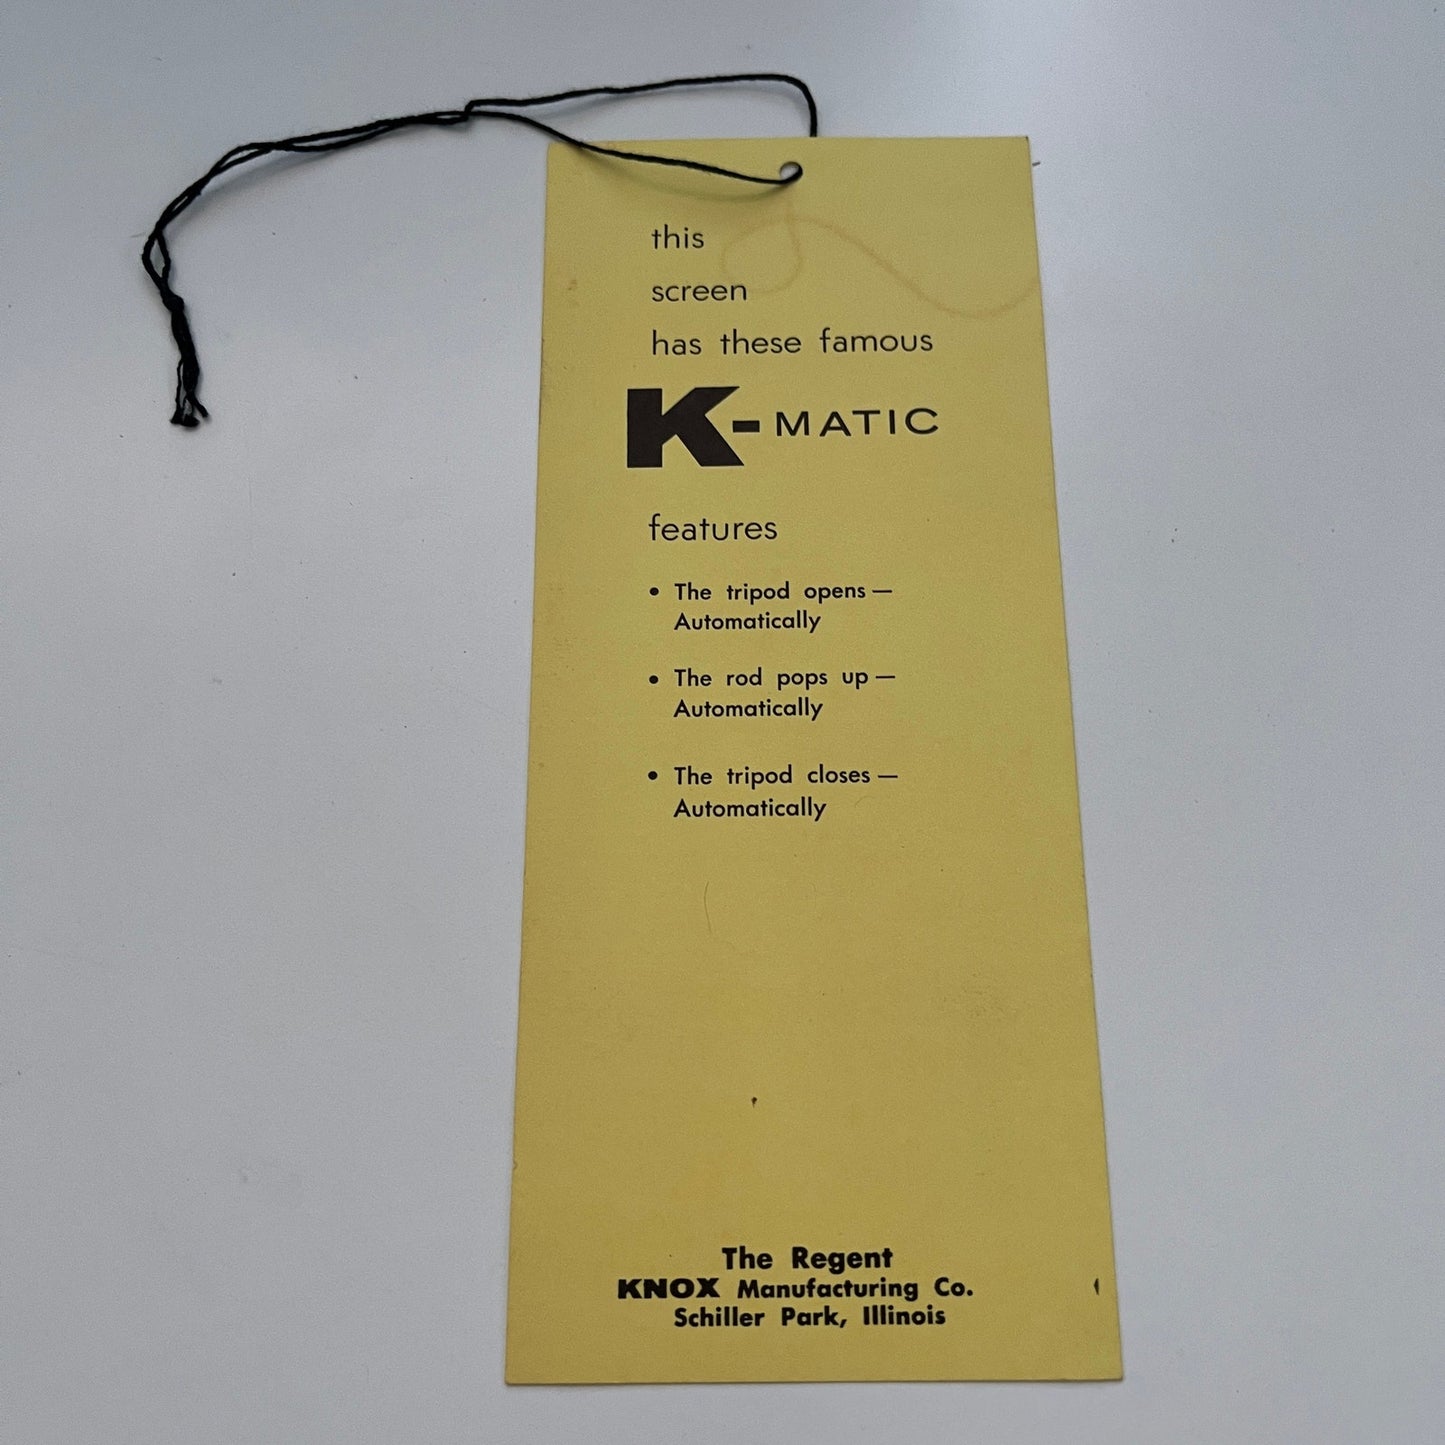 this
screen
has these famous
K-MATIC
features
• The tripod opens —
Automatically
• The rod pops up —
Automatically
• The tripod closes —
Automatically
The Regent
KNOX Manufacturing Co.
Schiller Park, Illinois